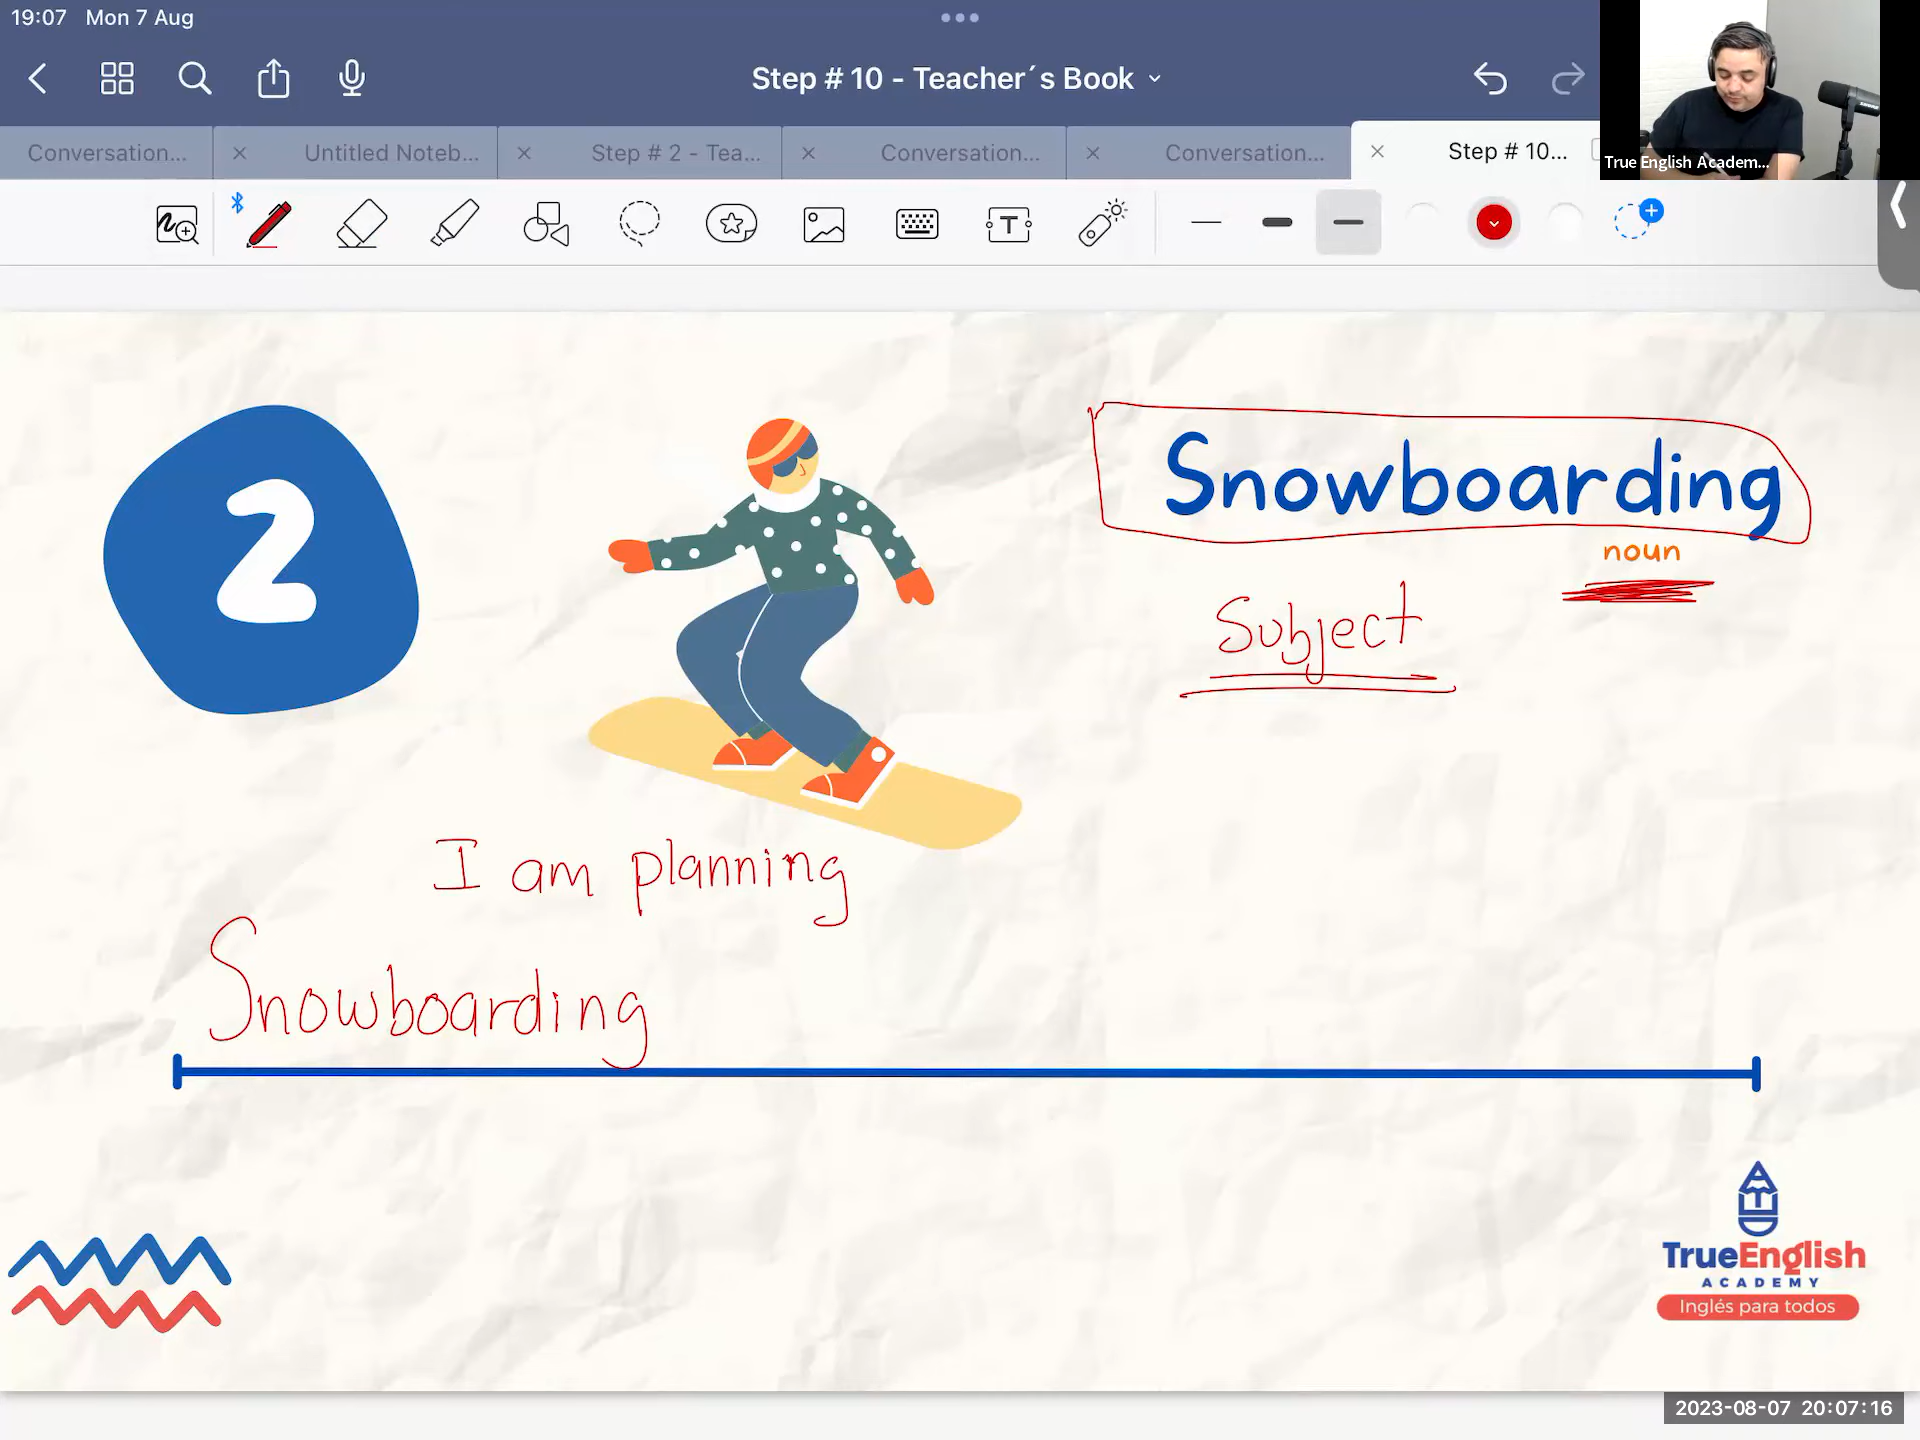 19:07 Mon 7 Aug
Step # 10 - Teacher´s Book
Conversation...
Untitled Noteb...
Step # 2 - Tea...
Conversation...
Conversation...
Step # 10...
True English Academ...
T
2
Snowboarding
noun
Subject
I am planning
Snowboarding
TrueEnglish
ACADEMY
Inglés para todos
2023-08-07 20:07:16